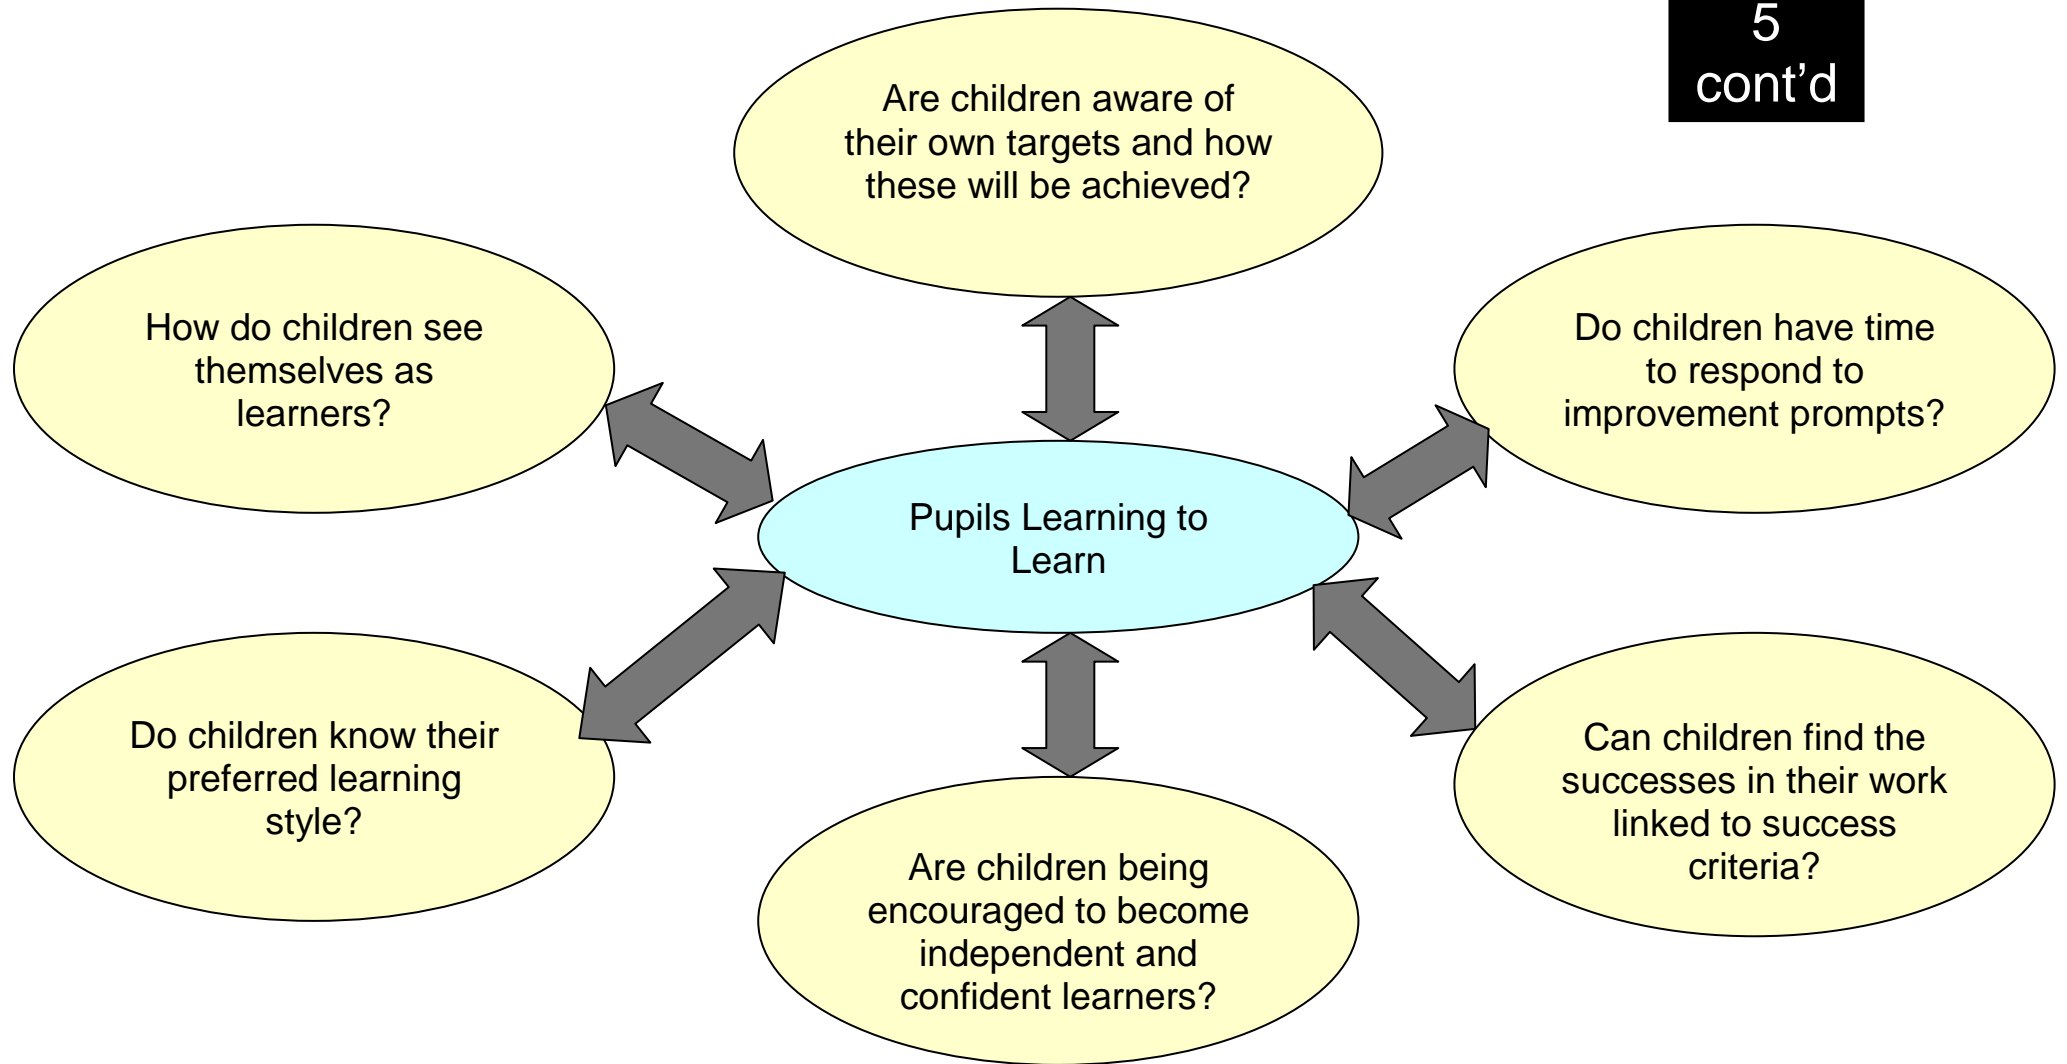 5
cont’d
Are children aware of
their own targets and how
these will be achieved?
How do children see
themselves as
learners?
Do children have time
to respond to
improvement prompts?
Pupils Learning to
Learn
Do children know their
preferred learning
style?
Can children find the
successes in their work
linked to success
criteria?
Are children being
encouraged to become
independent and
confident learners?